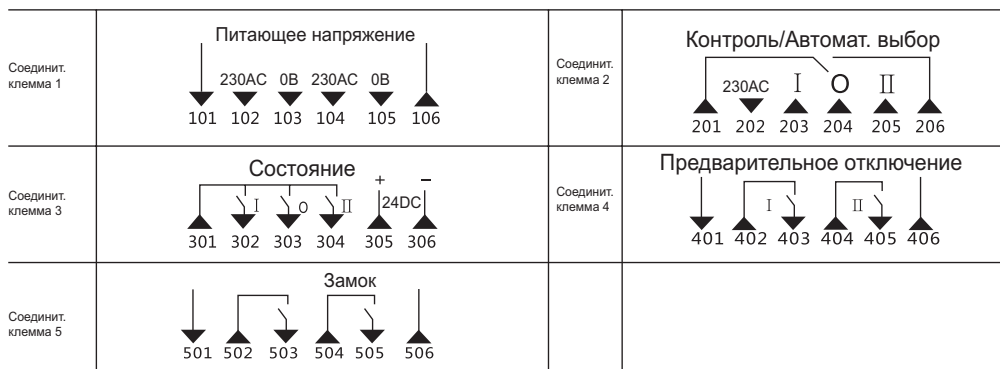 Соединит.
клемма 1
Питающее напряжение
230AC 0В 230AC 0В
101 102 103 104 105 106
Соединит.
клемма 2
Контроль/Автомат. выбор
230AC I O II
201 202 203 204 205 206
Соединит.
клемма 3
Состояние
+ −
I O II 24DC
301 302 303 304 305 306
Соединит.
клемма 4
Предварительное отключение
I II
401 402 403 404 405 406
Соединит.
клемма 5
Замок
501 502 503 504 505 506